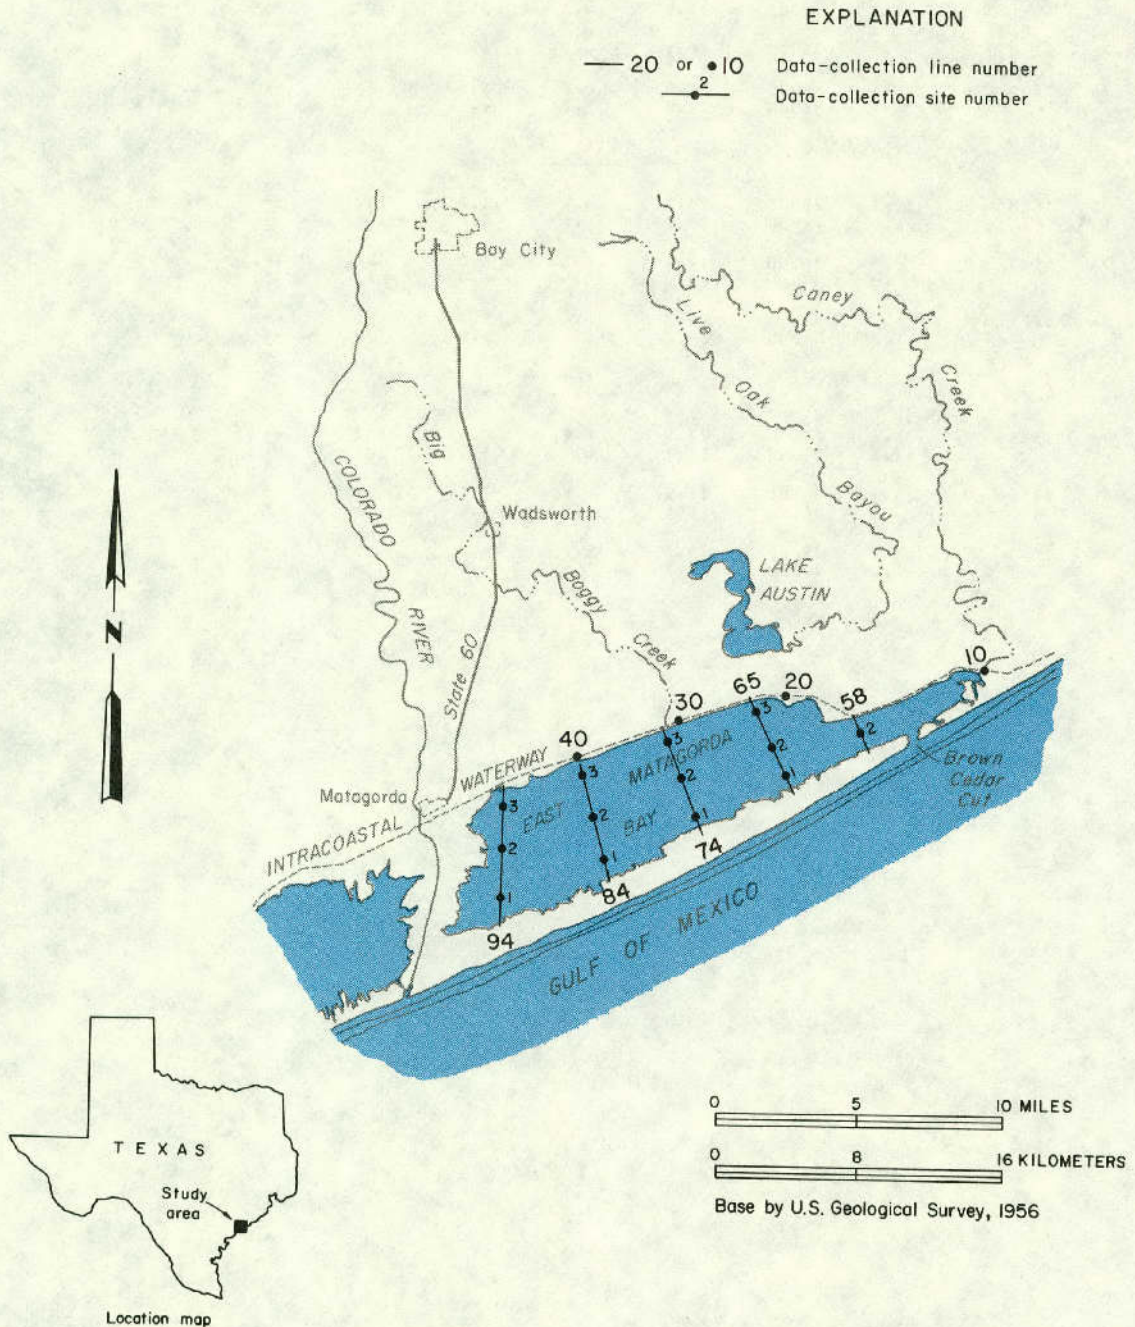 EXPLANATION
20 or •10 Data-collection line number
2 Data-collection site number
Bay City
Caney
Creek
Live
Oak
Bayou
Big
COLORADO
RIVER
Wadsworth
Boggy
Creek
State 60
LAKE
AUSTIN
N
10
20
65
58
30
40
3
2
1
2
3
2
1
3
2
1
3
2
1
74
84
94
MATAGORDA
EAST
BAY
Brown
Cedar
Cut
Matagorda
INTRACOASTAL WATERWAY
GULF OF MEXICO
TEXAS
Study
area
Location map
0 5 10 MILES
0 8 16 KILOMETERS
Base by U.S. Geological Survey, 1956